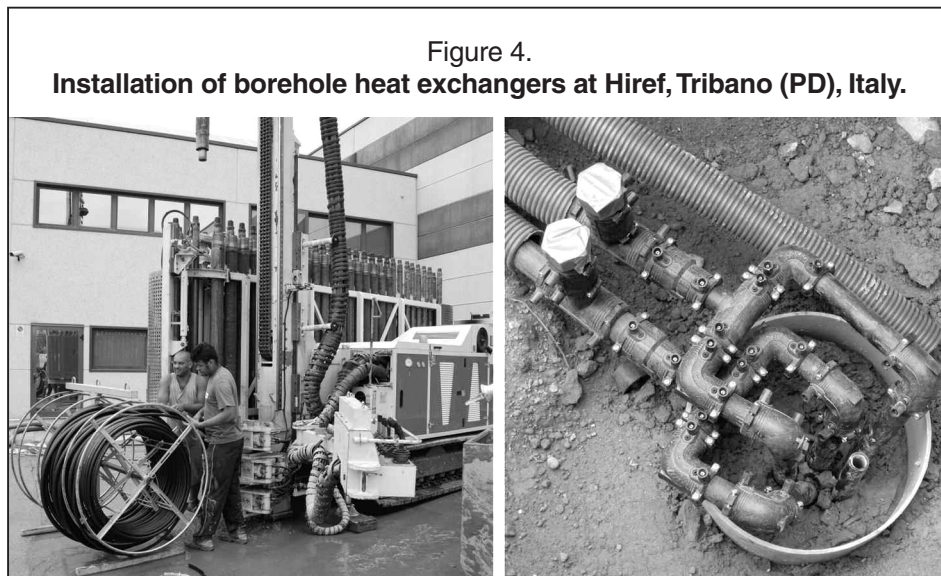 Figure 4.
Installation of borehole heat exchangers at Hiref, Tribano (PD), Italy.